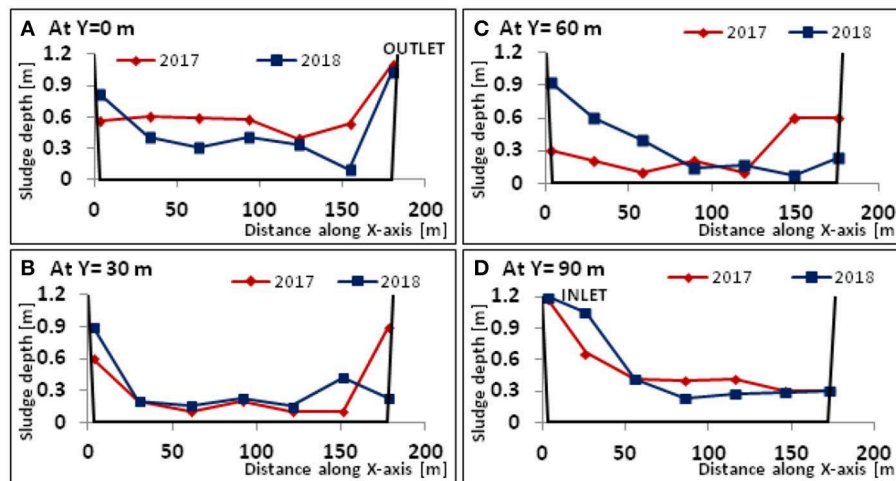 A At Y=0 m
2017 2018
OUTLET
Sludge depth [m]
1.2
0.9
0.6
0.3
0
0 50 100 150 200
Distance along X-axis [m]
B At Y= 30 m
2017 2018
Sludge depth [m]
1.2
0.9
0.6
0.3
0
0 50 100 150 200
Distance along X-axis [m]
C At Y= 60 m
2017 2018
Sludge depth [m]
1.2
0.9
0.6
0.3
0
0 50 100 150 200
Distance along X-axis [m]
D At Y= 90 m
2017 2018
INLET
Sludge depth [m]
1.2
0.9
0.6
0.3
0
0 50 100 150 200
Distance along X-axis [m]